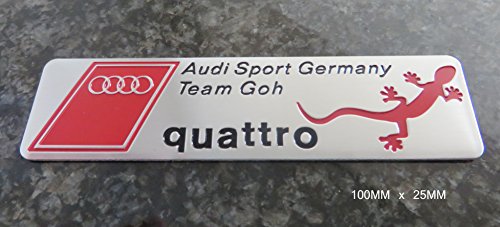 Audi Sport Germany
Team Goh
quattro
100MM x 25MM